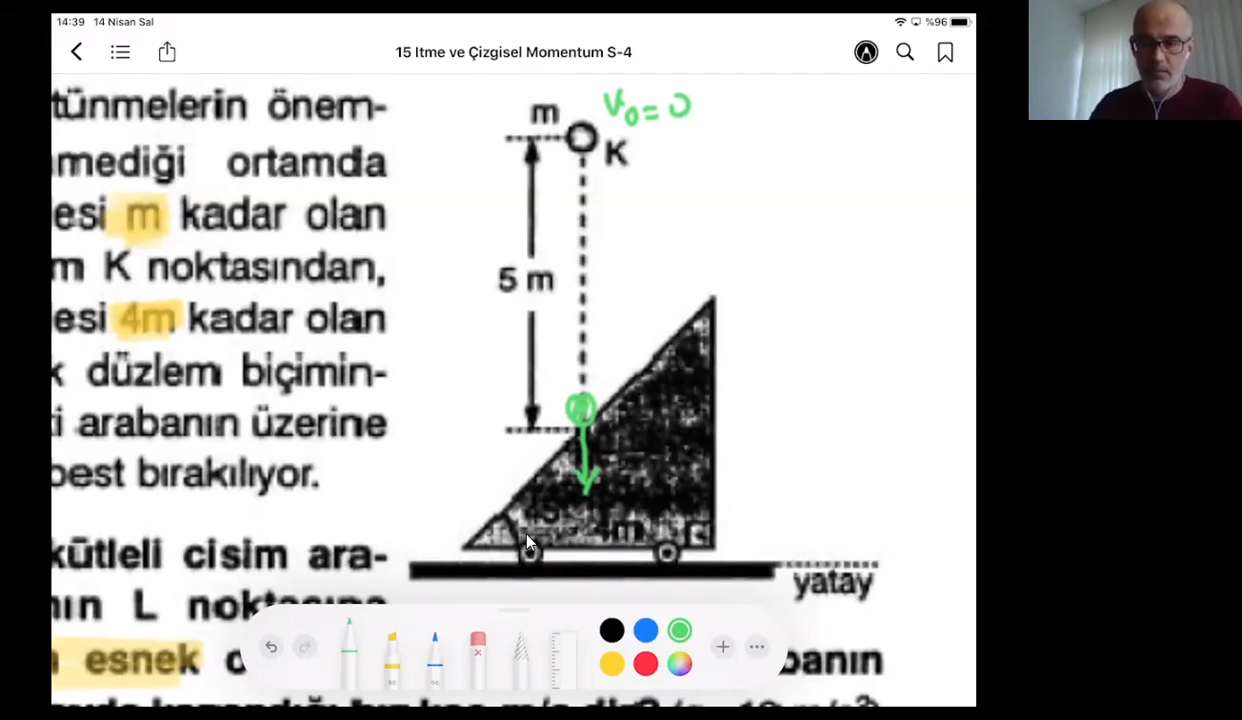 14:39 14 Nisan Sal
%96
15 Itme ve Çizgisel Momentum S-4
tünmelerin önem-
mediği ortamda
esi m kadar olan
m K noktasından,
esi 4m kadar olan
k düzlem biçimin-
i arabanın üzerine
best bırakılıyor.
kütleli cisim ara-
nın L noktasına
esnek
banın
m
V₀=0
K
5 m
m
yatay